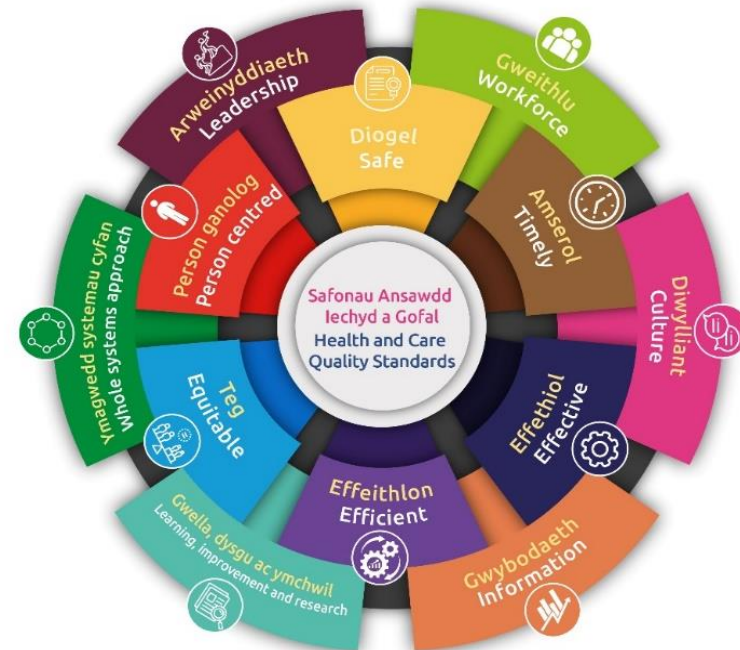 Arweinyddiaeth
Leadership
Gweithlu
Workforce
Diogel
Safe
Person ganolog
Person centred
Amserol
Timely
Ymagwedd systemau cyfan
Whole systems approach
Safonau Ansawdd
Iechyd a Gofal
Health and Care
Quality Standards
Diwylliant
Culture
Teg
Equitable
Effethiol
Effective
Effeithlon
Efficient
Gwella, dysgu ac ymchwil
Learning, improvement and research
Gwybodaeth
Information